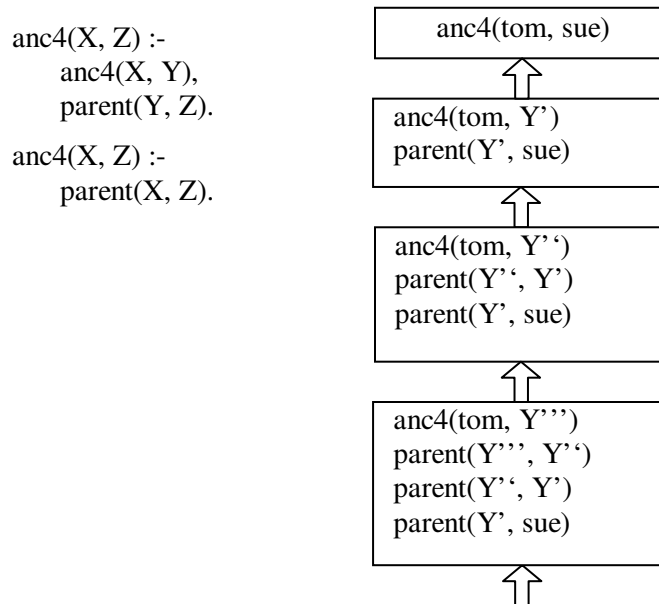 anc4(X, Z) :-
anc4(X, Y),
parent(Y, Z).
anc4(X, Z) :-
parent(X, Z).
anc4(tom, sue)
anc4(tom, Y’)
parent(Y’, sue)
anc4(tom, Y’‘)
parent(Y’‘, Y’)
parent(Y’, sue)
anc4(tom, Y’’’)
parent(Y’’’, Y’‘)
parent(Y’‘, Y’)
parent(Y’, sue)